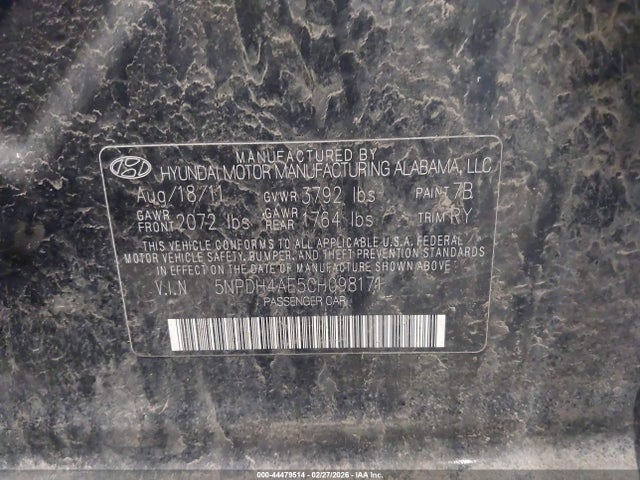 MANUFACTURED BY
HYUNDAI MOTOR MANUFACTURING ALABAMA, LLC
Aug/18/11 GVWR 3792 lbs PAINT 7B
GAWR FRONT 2072 lbs GAWR REAR 1764 lbs TRIM RY
THIS VEHICLE CONFORMS TO ALL APPLICABLE U.S.A. FEDERAL
MOTOR VEHICLE SAFETY, BUMPER, AND THEFT PREVENTION STANDARDS
IN EFFECT ON THE DATE OF MANUFACTURE SHOWN ABOVE.
V.I.N 5NPDH4AE5CH098171
PASSENGER CAR
000-44479514 - 02/27/2026 - IAA Inc.